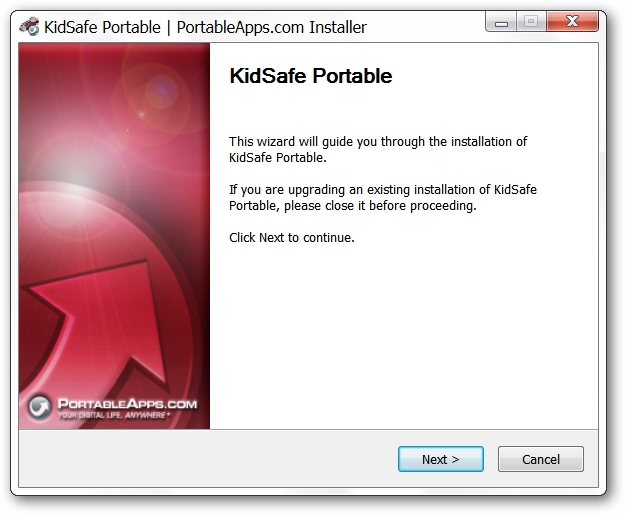 KidSafe Portable | PortableApps.com Installer
KidSafe Portable
This wizard will guide you through the installation of
KidSafe Portable.
If you are upgrading an existing installation of KidSafe
Portable, please close it before proceeding.
Click Next to continue.
PORTABLEAPPS.COM
YOUR DIGITAL LIFE, ANYWHERE®
Next >
Cancel